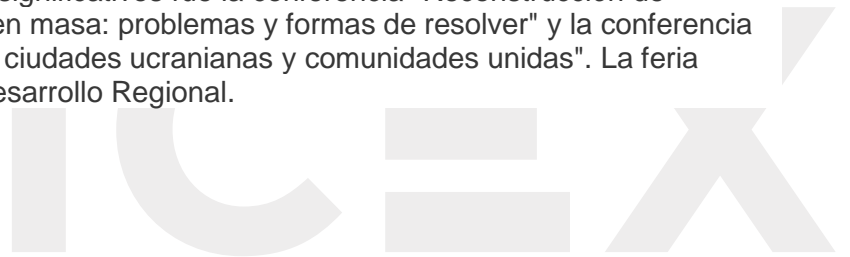 significativos fue la conferencia "Reconstrucción de
en masa: problemas y formas de resolver" y la conferencia
ciudades ucranianas y comunidades unidas". La feria
esarrollo Regional.
ICEX